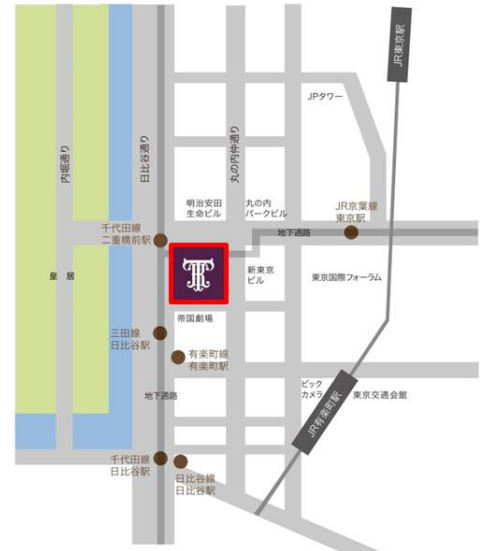 JR東京駅
JPタワー
内堀通り
日比谷通り
丸の内仲通り
明治安田
生命ビル
丸の内
パークビル
JR京葉線
東京駅
千代田線
二重橋前駅
地下通路
皇 居
新東京
ビル
東京国際フォーラム
帝国劇場
三田線
日比谷駅
有楽町線
有楽町駅
地下通路
ビック
カメラ
東京交通会館
JR有楽町駅
千代田線
日比谷駅
日比谷線
日比谷駅